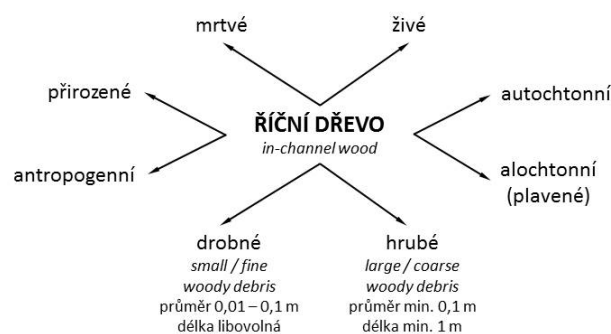 mrtvé
živé
přirozené
autochtonní
ŘÍČNÍ DŘEVO
in-channel wood
antropogenní
alochtonní
(plavené)
drobné
small / fine
woody debris
průměr 0,01 – 0,1 m
délka libovolná
hrubé
large / coarse
woody debris
průměr min. 0,1 m
délka min. 1 m